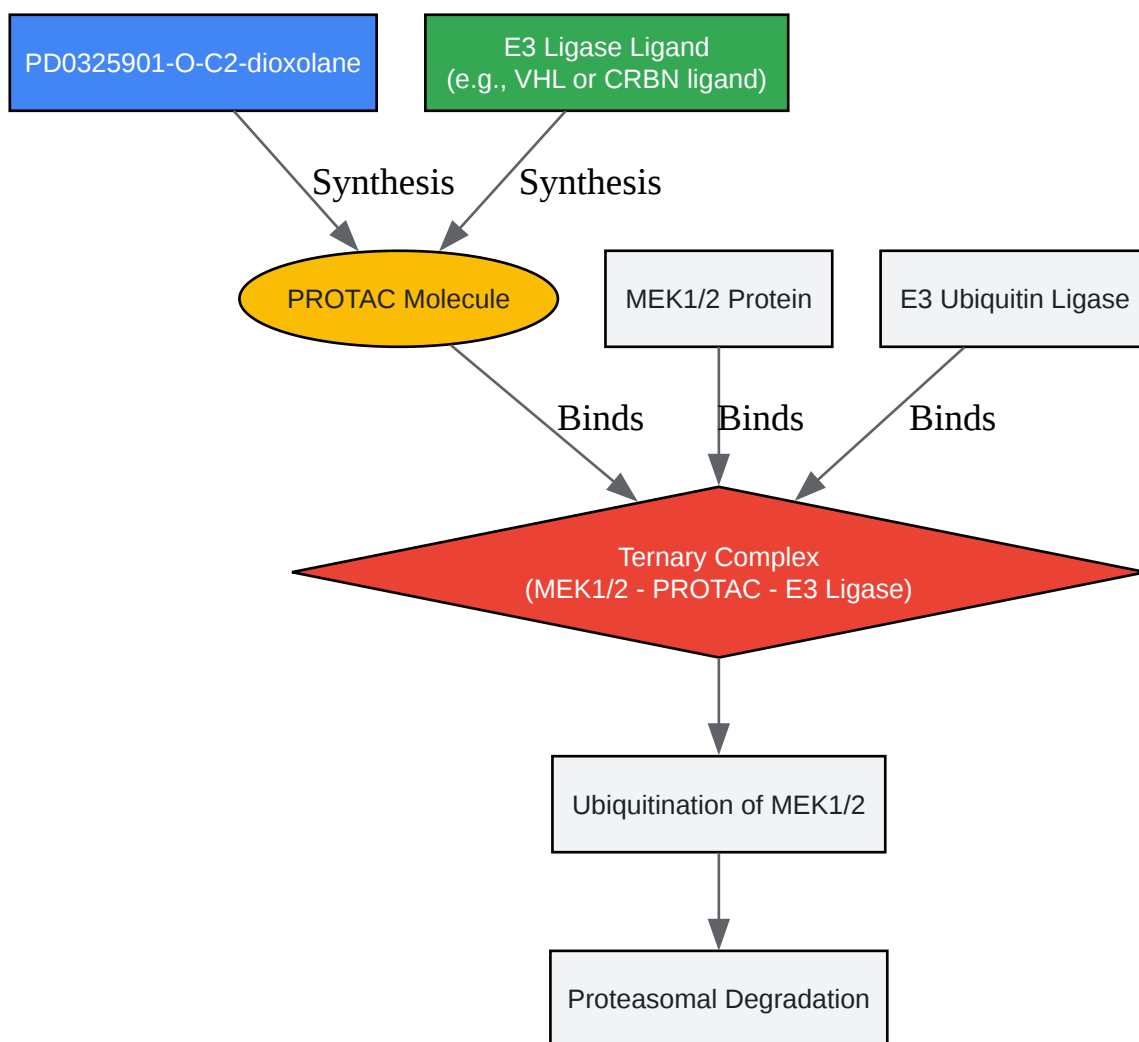 PD0325901-O-C2-dioxolane
E3 Ligase Ligand
(e.g., VHL or CRBN ligand)
Synthesis
Synthesis
PROTAC Molecule
MEK1/2 Protein
E3 Ubiquitin Ligase
Binds
Binds
Binds
Ternary Complex
(MEK1/2 - PROTAC - E3 Ligase)
Ubiquitination of MEK1/2
Proteasomal Degradation